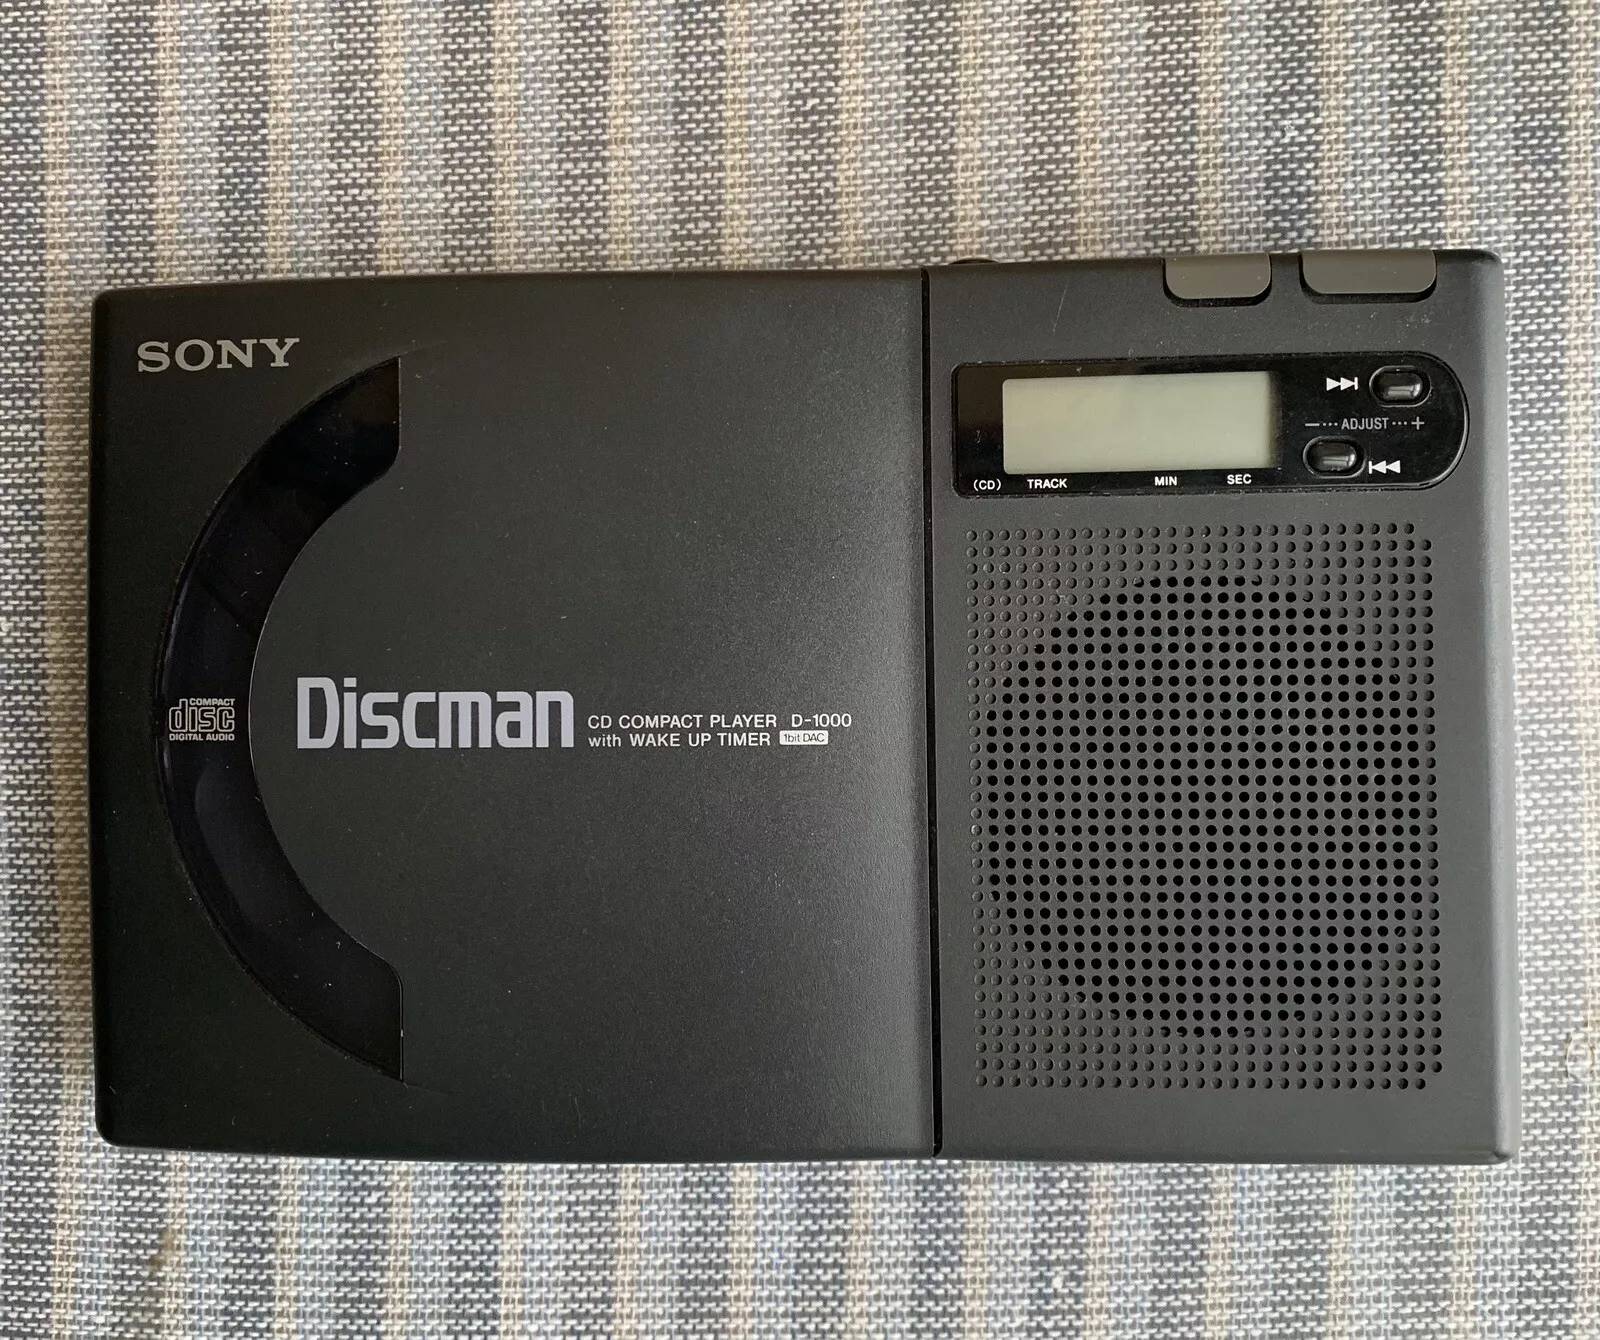 SONY
COMPACT
disc
DIGITAL AUDIO
Discman
CD COMPACT PLAYER D-1000
with WAKE UP TIMER 1bit DAC
– ··· ADJUST ··· +
(CD) TRACK MIN SEC